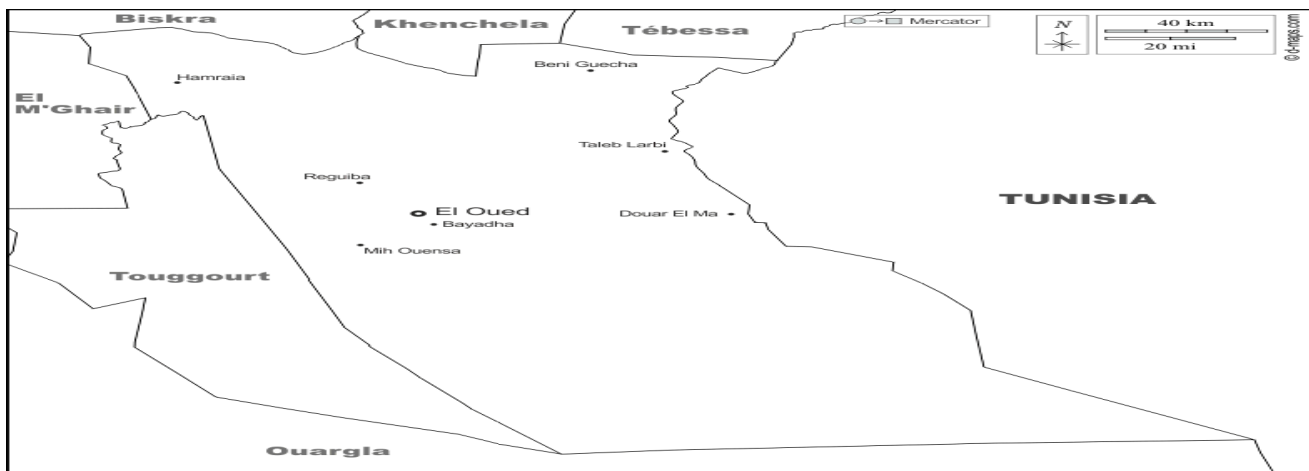 Biskra
Khenchela
Tébessa
Mercator
N
40 km
20 mi
© d-maps.com
Hamraia
Beni Guecha
El
M'Ghair
Taleb Larbi
Reguiba
TUNISIA
El Oued
Douar El Ma
Bayadha
Mih Ouensa
Touggourt
Ouargla